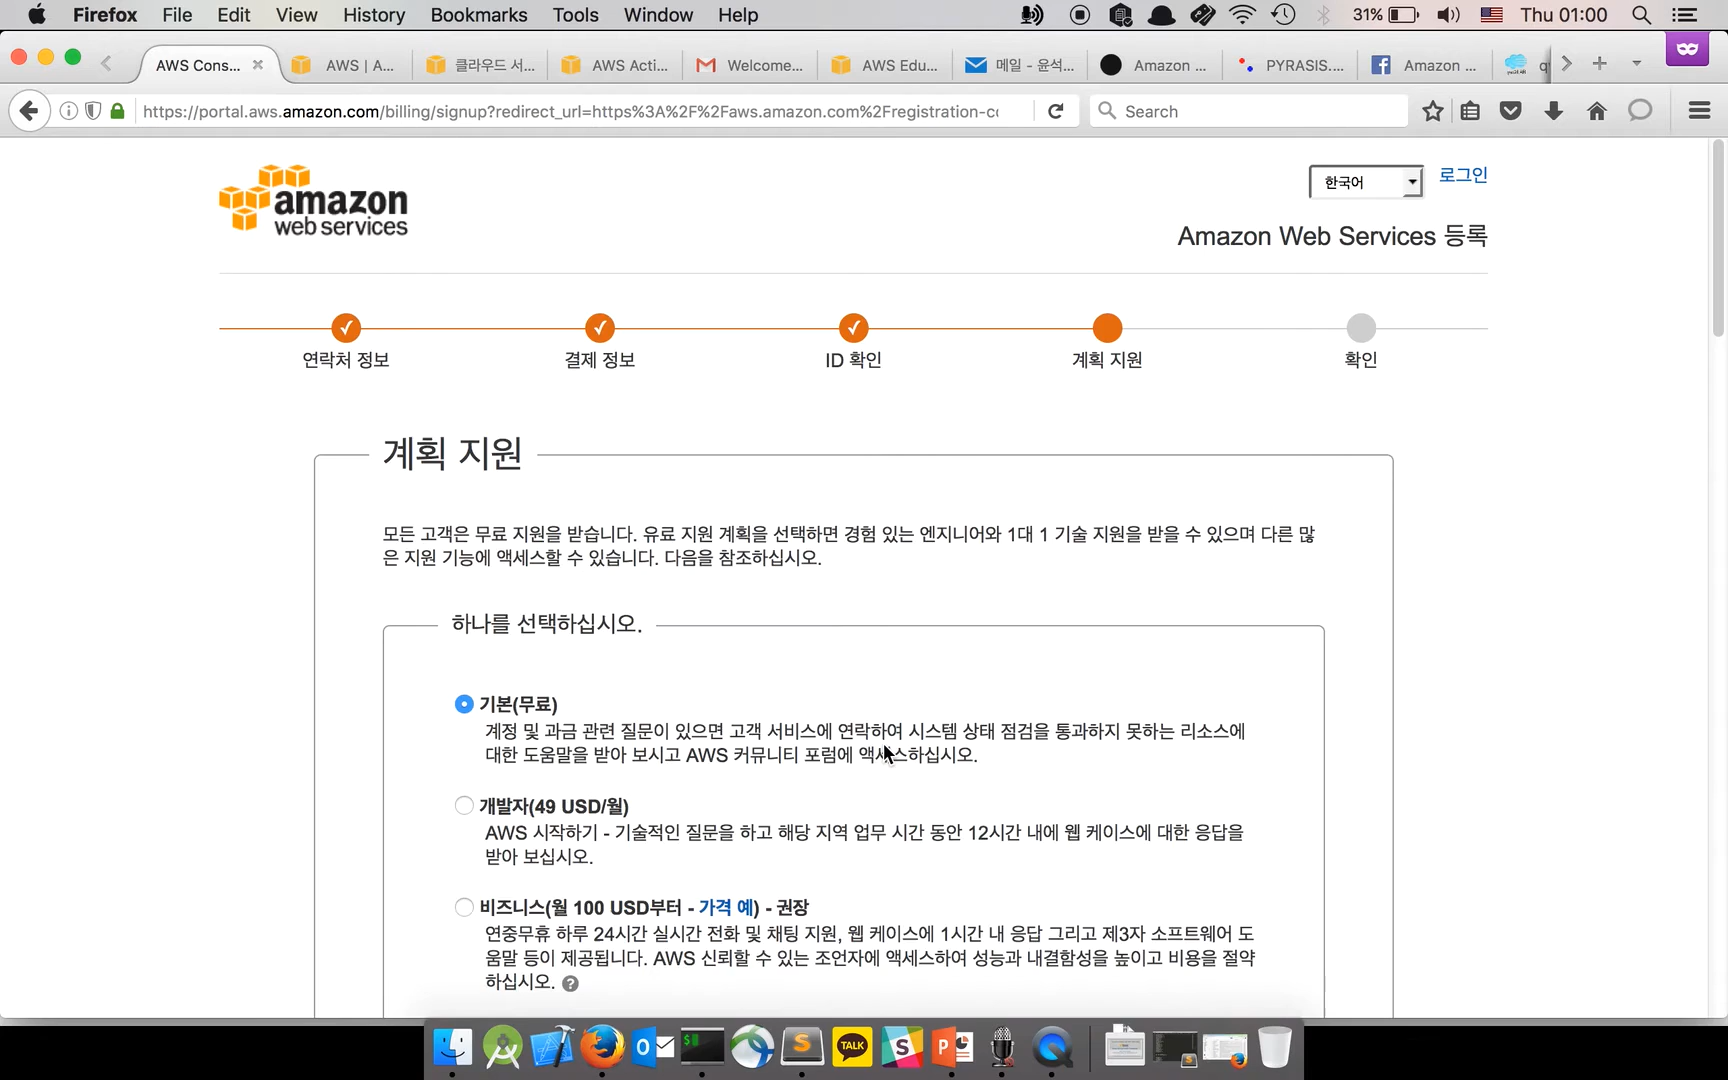 Firefox File Edit View History Bookmarks Tools Window Help 31% Thu 01:00
AWS Cons... AWS | A... 클라우드 서... AWS Acti... Welcome... AWS Edu... 메일 - 윤석... Amazon ... PYRASIS.... Amazon ...
https://portal.aws.amazon.com/billing/signup?redirect_url=https%3A%2F%2Faws.amazon.com%2Fregistration-cc Search
amazon
web services
한국어 로그인
Amazon Web Services 등록
연락처 정보 결제 정보 ID 확인 계획 지원 확인
계획 지원
모든 고객은 무료 지원을 받습니다. 유료 지원 계획을 선택하면 경험 있는 엔지니어와 1대 1 기술 지원을 받을 수 있으며 다른 많
은 지원 기능에 액세스할 수 있습니다. 다음을 참조하십시오.
하나를 선택하십시오.
기본(무료)
계정 및 과금 관련 질문이 있으면 고객 서비스에 연락하여 시스템 상태 점검을 통과하지 못하는 리소스에
대한 도움말을 받아 보시고 AWS 커뮤니티 포럼에 액세스하십시오.
개발자(49 USD/월)
AWS 시작하기 - 기술적인 질문을 하고 해당 지역 업무 시간 동안 12시간 내에 웹 케이스에 대한 응답을
받아 보십시오.
비즈니스(월 100 USD부터 - 가격 예) - 권장
연중무휴 하루 24시간 실시간 전화 및 채팅 지원, 웹 케이스에 1시간 내 응답 그리고 제3자 소프트웨어 도
움말 등이 제공됩니다. AWS 신뢰할 수 있는 조언자에 액세스하여 성능과 내결함성을 높이고 비용을 절약
하십시오. ?
TALK